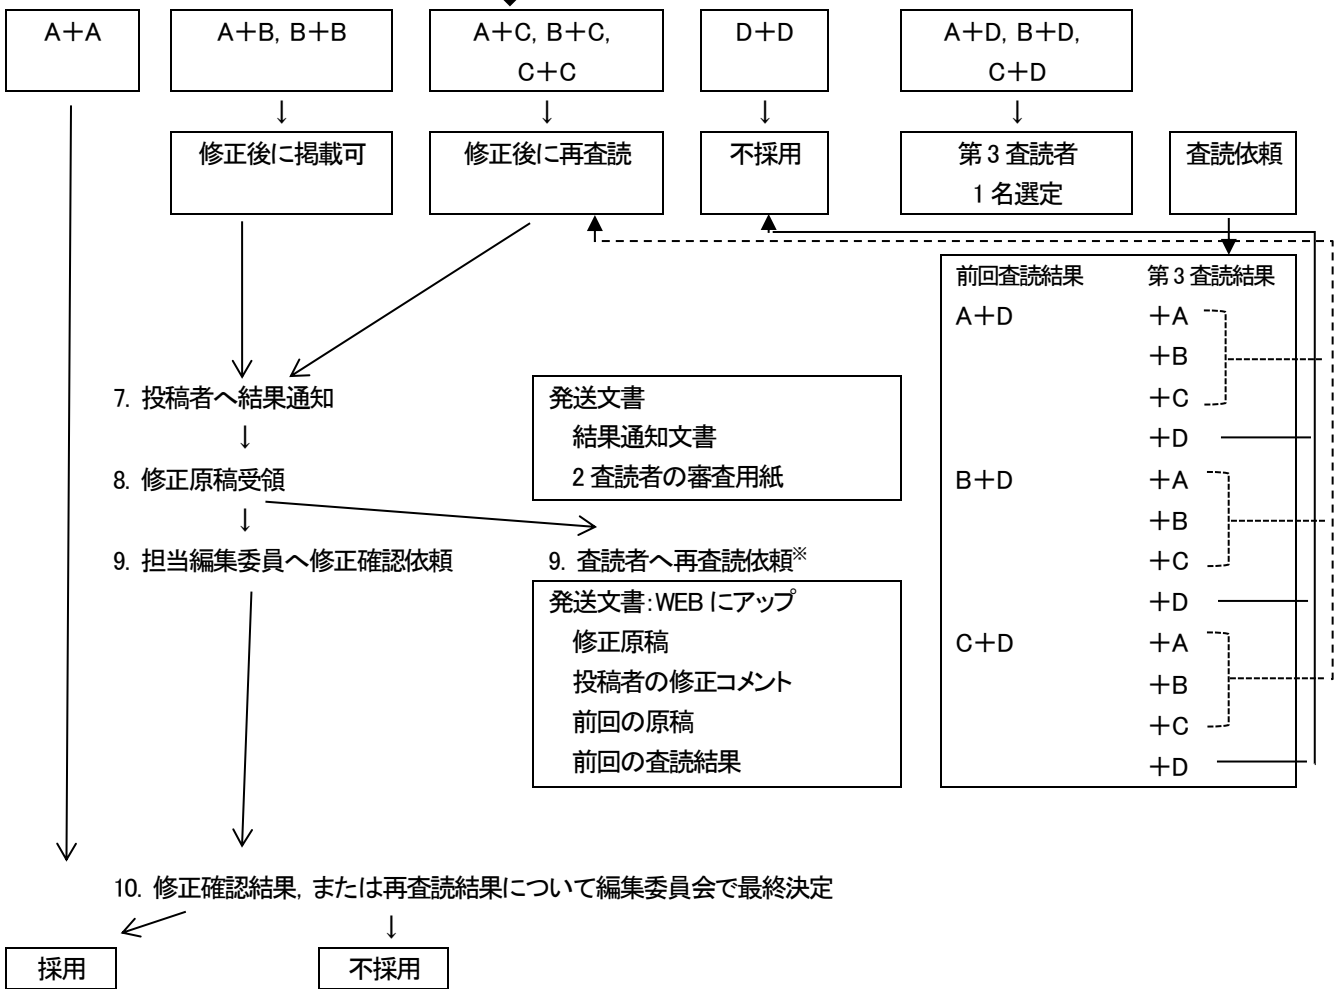 A+A
A+B, B+B
A+C, B+C,
C+C
D+D
A+D, B+D,
C+D
↓
↓
↓
↓
修正後に掲載可
修正後に再査読
不採用
第3査読者
1名選定
査読依頼
前回査読結果 第3査読結果
A+D +A
+B
+C
+D
B+D +A
+B
+C
+D
C+D +A
+B
+C
+D
7. 投稿者へ結果通知
↓
8. 修正原稿受領
↓
9. 担当編集委員へ修正確認依頼
発送文書
結果通知文書
2査読者の審査用紙
9. 査読者へ再査読依頼※
発送文書:WEBにアップ
修正原稿
投稿者の修正コメント
前回の原稿
前回の査読結果
10. 修正確認結果, または再査読結果について編集委員会で最終決定
↓
採用
不採用